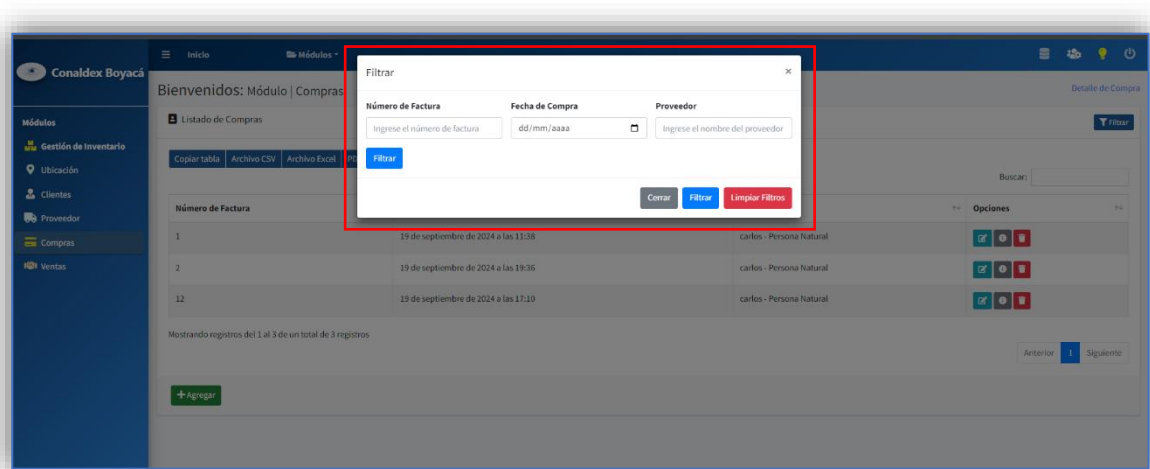 Conaldex Boyacá
Inicio
Módulos
Bienvenidos: Módulo | Compras
Detalle de Compra
Módulos
Gestión de Inventario
Ubicación
Clientes
Proveedor
Compras
Ventas
Listado de Compras
Filtrar
Copiar tabla Archivo CSV Archivo Excel
Buscar:
Filtrar ×
Número de Factura Fecha de Compra Proveedor
Ingrese el número de factura dd/mm/aaaa Ingrese el nombre del proveedor
Filtrar
Cerrar Filtrar Limpiar Filtros
Número de Factura Opciones
1 19 de septiembre de 2024 a las 11:38 carlos - Persona Natural
2 19 de septiembre de 2024 a las 19:36 carlos - Persona Natural
12 19 de septiembre de 2024 a las 17:10 carlos - Persona Natural
Mostrando registros del 1 al 3 de un total de 3 registros
Anterior 1 Siguiente
+ Agregar